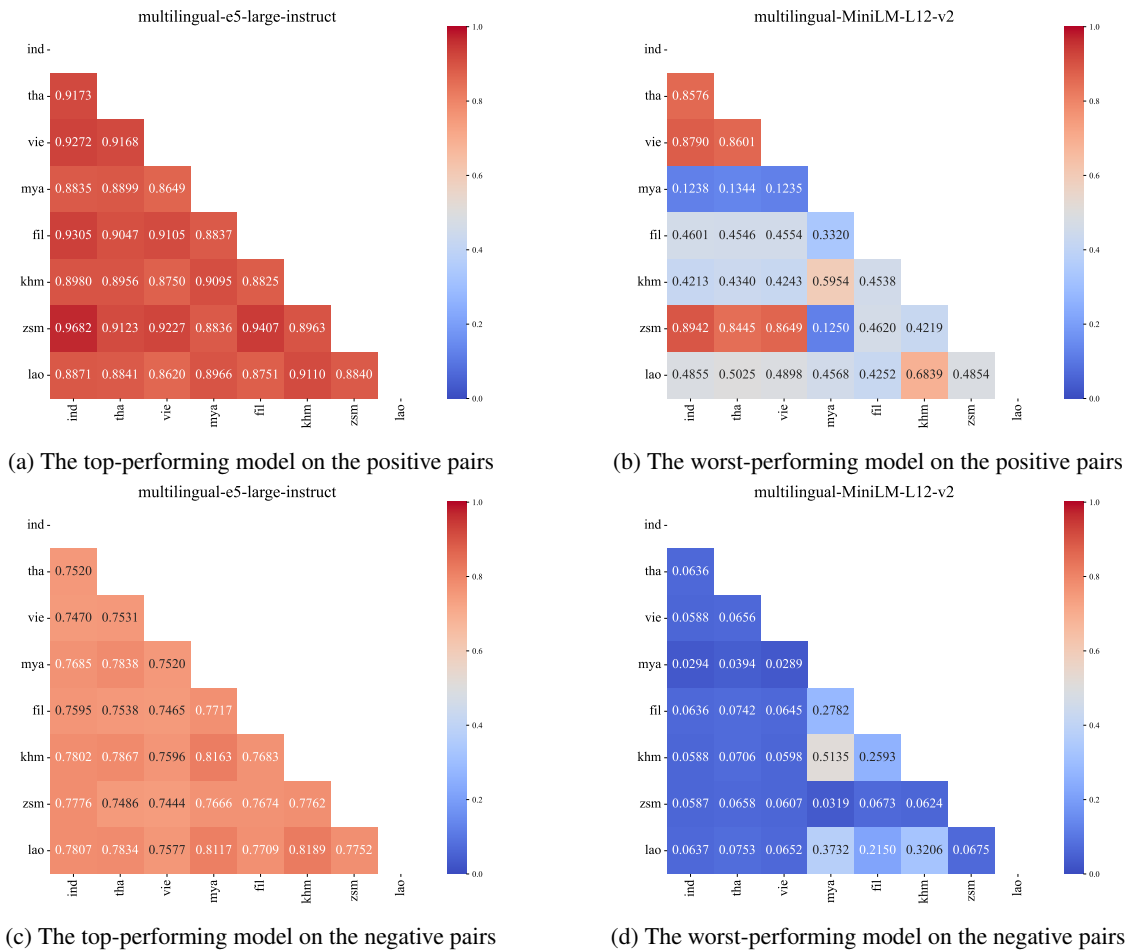 multilingual-e5-large-instruct
ind
tha 0.9173
vie 0.9272 0.9168
mya 0.8835 0.8899 0.8649
fil 0.9305 0.9047 0.9105 0.8837
khm 0.8980 0.8956 0.8750 0.9095 0.8825
zsm 0.9682 0.9123 0.9227 0.8836 0.9407 0.8963
lao 0.8871 0.8841 0.8620 0.8966 0.8751 0.9110 0.8840
ind tha vie mya fil khm zsm lao
1.0
0.8
0.6
0.4
0.2
0.0
(a) The top-performing model on the positive pairs
multilingual-MiniLM-L12-v2
ind
tha 0.8576
vie 0.8790 0.8601
mya 0.1238 0.1344 0.1235
fil 0.4601 0.4546 0.4554 0.3320
khm 0.4213 0.4340 0.4243 0.5954 0.4538
zsm 0.8942 0.8445 0.8649 0.1250 0.4620 0.4219
lao 0.4855 0.5025 0.4898 0.4568 0.4252 0.6839 0.4854
ind tha vie mya fil khm zsm lao
1.0
0.8
0.6
0.4
0.2
0.0
(b) The worst-performing model on the positive pairs
multilingual-e5-large-instruct
ind
tha 0.7520
vie 0.7470 0.7531
mya 0.7685 0.7838 0.7520
fil 0.7595 0.7538 0.7465 0.7717
khm 0.7802 0.7867 0.7596 0.8163 0.7683
zsm 0.7776 0.7486 0.7444 0.7666 0.7674 0.7762
lao 0.7807 0.7834 0.7577 0.8117 0.7709 0.8189 0.7752
ind tha vie mya fil khm zsm lao
1.0
0.8
0.6
0.4
0.2
0.0
(c) The top-performing model on the negative pairs
multilingual-MiniLM-L12-v2
ind
tha 0.0636
vie 0.0588 0.0656
mya 0.0294 0.0394 0.0289
fil 0.0636 0.0742 0.0645 0.2782
khm 0.0588 0.0706 0.0598 0.5135 0.2593
zsm 0.0587 0.0658 0.0607 0.0319 0.0673 0.0624
lao 0.0637 0.0753 0.0652 0.3732 0.2150 0.3206 0.0675
ind tha vie mya fil khm zsm lao
1.0
0.8
0.6
0.4
0.2
0.0
(d) The worst-performing model on the negative pairs